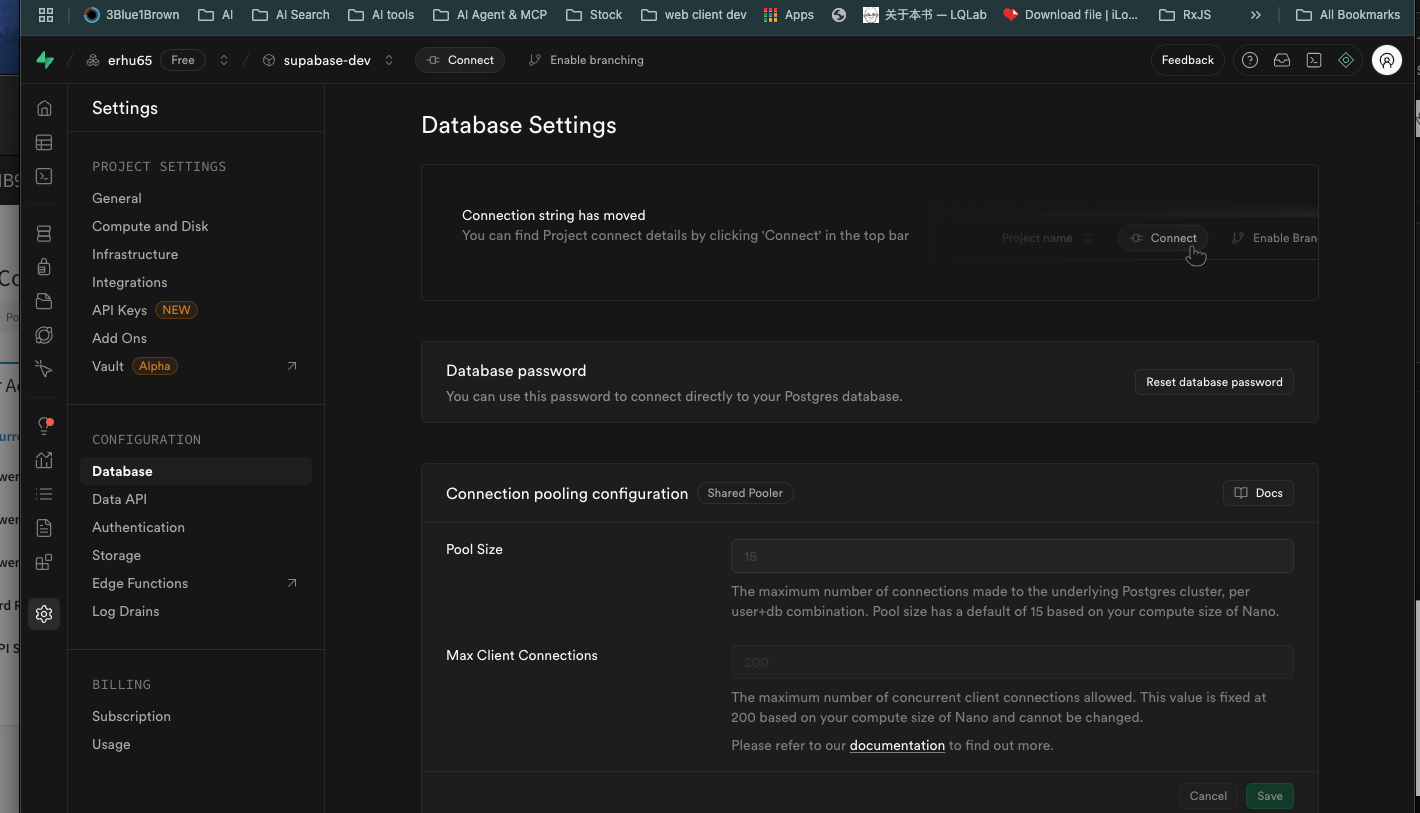 3Blue1Brown
AI
AI Search
AI tools
AI Agent & MCP
Stock
web client dev
Apps
关于本书 — LQLab
Download file | iLo...
RxJS
All Bookmarks
erhu65
Free
supabase-dev
Connect
Enable branching
Feedback
Settings
PROJECT SETTINGS
General
Compute and Disk
Infrastructure
Integrations
API Keys NEW
Add Ons
Vault Alpha
CONFIGURATION
Database
Data API
Authentication
Storage
Edge Functions
Log Drains
BILLING
Subscription
Usage
Database Settings
Connection string has moved
You can find Project connect details by clicking 'Connect' in the top bar
Project name
Connect
Enable Bran
Database password
You can use this password to connect directly to your Postgres database.
Reset database password
Connection pooling configuration
Shared Pooler
Docs
Pool Size
15
The maximum number of connections made to the underlying Postgres cluster, per
user+db combination. Pool size has a default of 15 based on your compute size of Nano.
Max Client Connections
200
The maximum number of concurrent client connections allowed. This value is fixed at
200 based on your compute size of Nano and cannot be changed.
Please refer to our documentation to find out more.
Cancel
Save